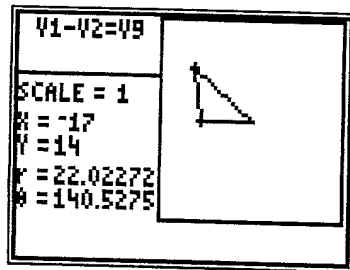 V1-V2=V9
SCALE = 1
X = -17
Y = 14
r = 22.02272
θ = 140.5275